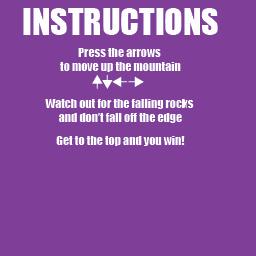 INSTRUCTIONS
Press the arrows
to move up the mountain
Watch out for the falling rocks
and don't fall off the edge
Get to the top and you win!